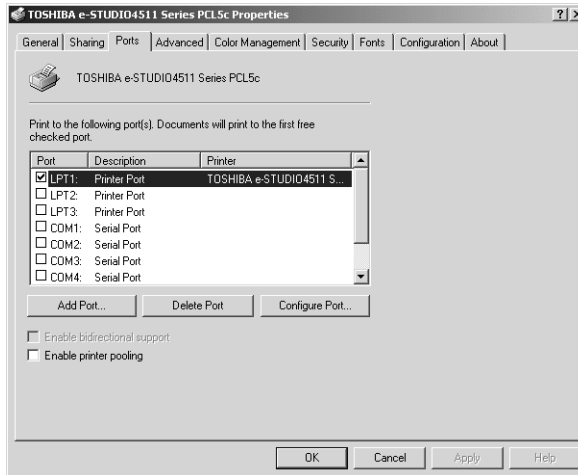 TOSHIBA e-STUDIO4511 Series PCL5c Properties
General Sharing Ports Advanced Color Management Security Fonts Configuration About
TOSHIBA e-STUDIO4511 Series PCL5c
Print to the following port(s). Documents will print to the first free
checked port.
Port Description Printer
LPT1: Printer Port TOSHIBA e-STUDIO4511 S...
LPT2: Printer Port
LPT3: Printer Port
COM1: Serial Port
COM2: Serial Port
COM3: Serial Port
COM4: Serial Port
Add Port... Delete Port Configure Port...
Enable bidirectional support
Enable printer pooling
OK Cancel Apply Help